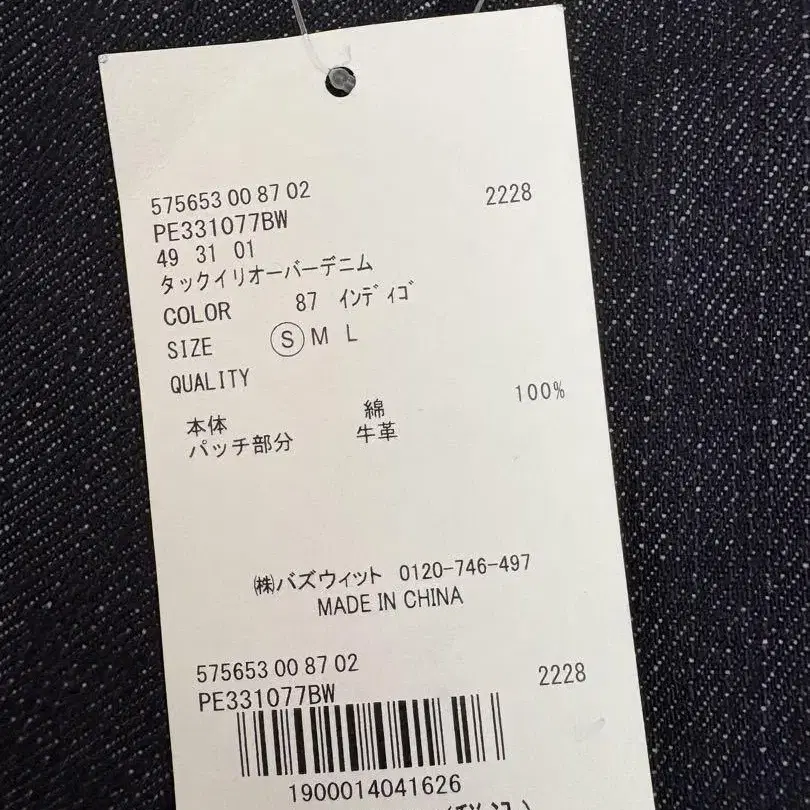 575653 00 87 02 2228
PE331077BW
49 31 01
タックイリオーバーデニム
COLOR 87 インディゴ
SIZE S M L
QUALITY
本体 綿 100%
パッチ部分 牛革
㈱バズウィット 0120-746-497
MADE IN CHINA
575653 00 87 02 2228
PE331077BW
1900014041626